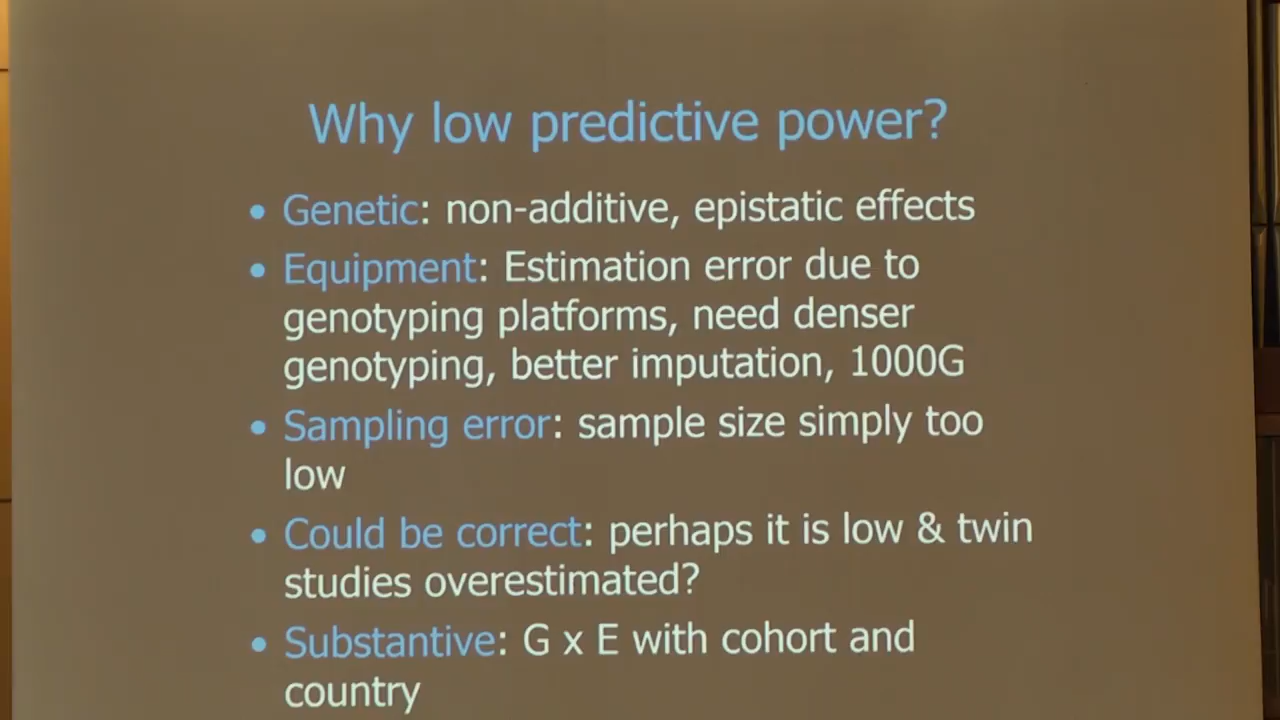 Why low predictive power?
• Genetic: non-additive, epistatic effects
• Equipment: Estimation error due to
genotyping platforms, need denser
genotyping, better imputation, 1000G
• Sampling error: sample size simply too
low
• Could be correct: perhaps it is low & twin
studies overestimated?
• Substantive: G x E with cohort and
country